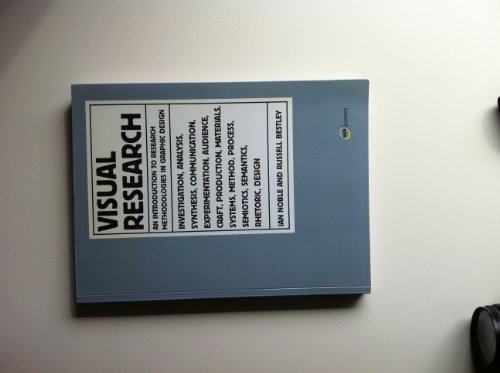 VISUAL
RESEARCH
AN INTRODUCTION TO RESEARCH
METHODOLOGIES IN GRAPHIC DESIGN
INVESTIGATION, ANALYSIS,
SYNTHESIS, COMMUNICATION,
EXPERIMENTATION, AUDIENCE,
CRAFT, PRODUCTION, MATERIALS,
SYSTEMS, METHOD, PROCESS,
SEMIOTICS, SEMANTICS,
RHETORIC, DESIGN
IAN NOBLE AND RUSSELL BESTLEY